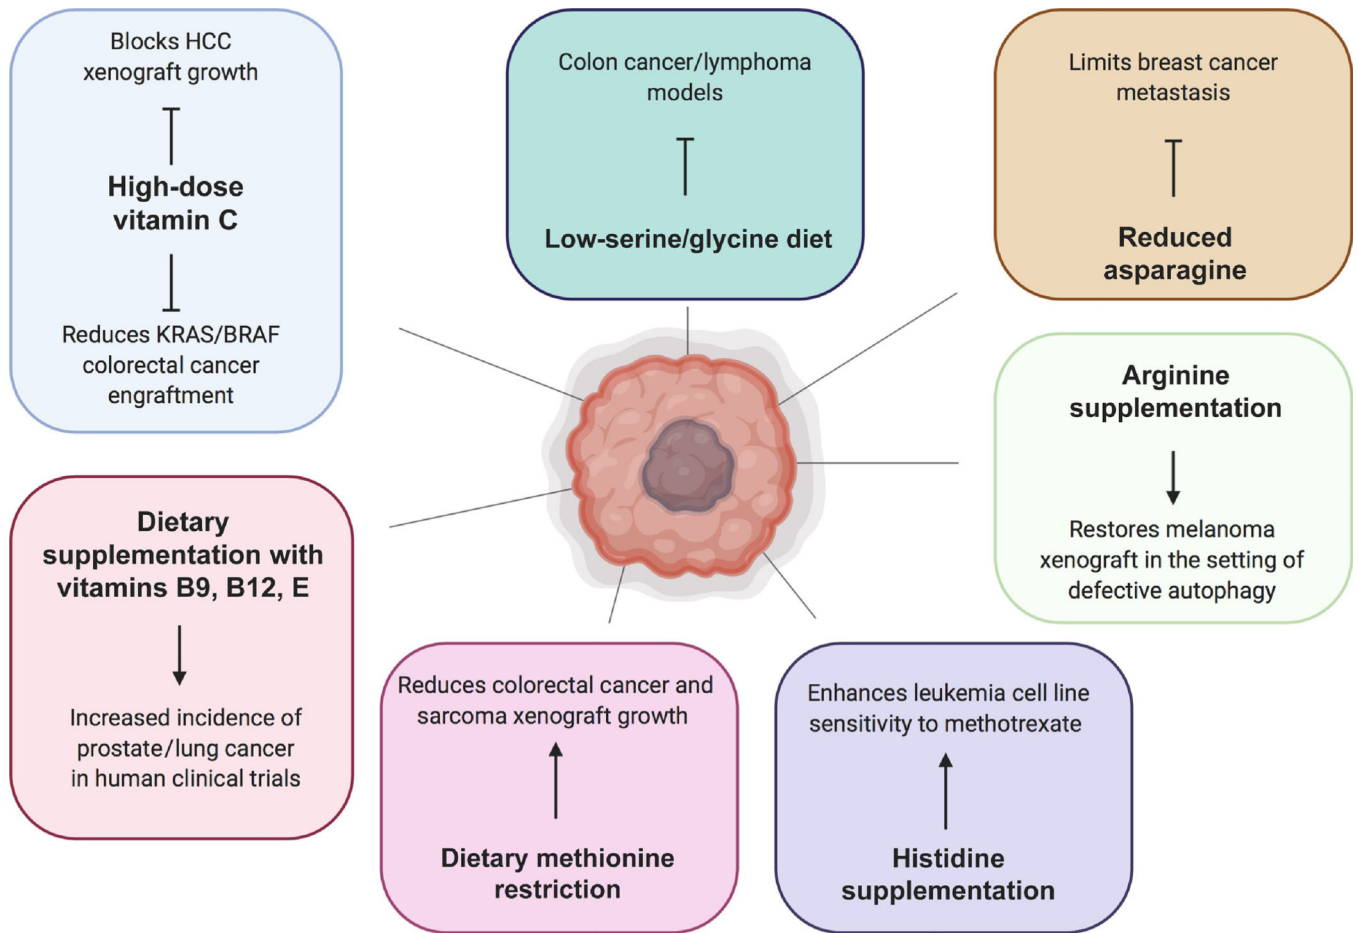 Blocks HCC
xenograft growth
High-dose
vitamin C
Reduces KRAS/BRAF
colorectal cancer
engraftment
Colon cancer/lymphoma
models
Low-serine/glycine diet
Limits breast cancer
metastasis
Reduced
asparagine
Arginine
supplementation
Restores melanoma
xenograft in the setting of
defective autophagy
Dietary
supplementation with
vitamins B9, B12, E
Increased incidence of
prostate/lung cancer
in human clinical trials
Reduces colorectal cancer and
sarcoma xenograft growth
Dietary methionine
restriction
Enhances leukemia cell line
sensitivity to methotrexate
Histidine
supplementation